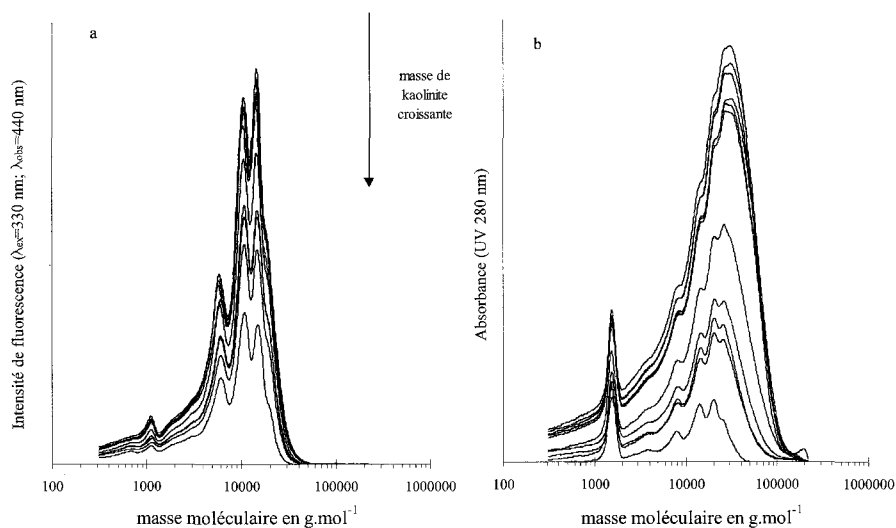 a
masse de
kaolinite
croissante
Intensité de fluorescence (λex=330 nm; λobs=440 nm)
100
1000
10000
100000
1000000
masse moléculaire en g.mol-1
b
Absorbance (UV 280 nm)
100
1000
10000
100000
1000000
masse moléculaire en g.mol-1